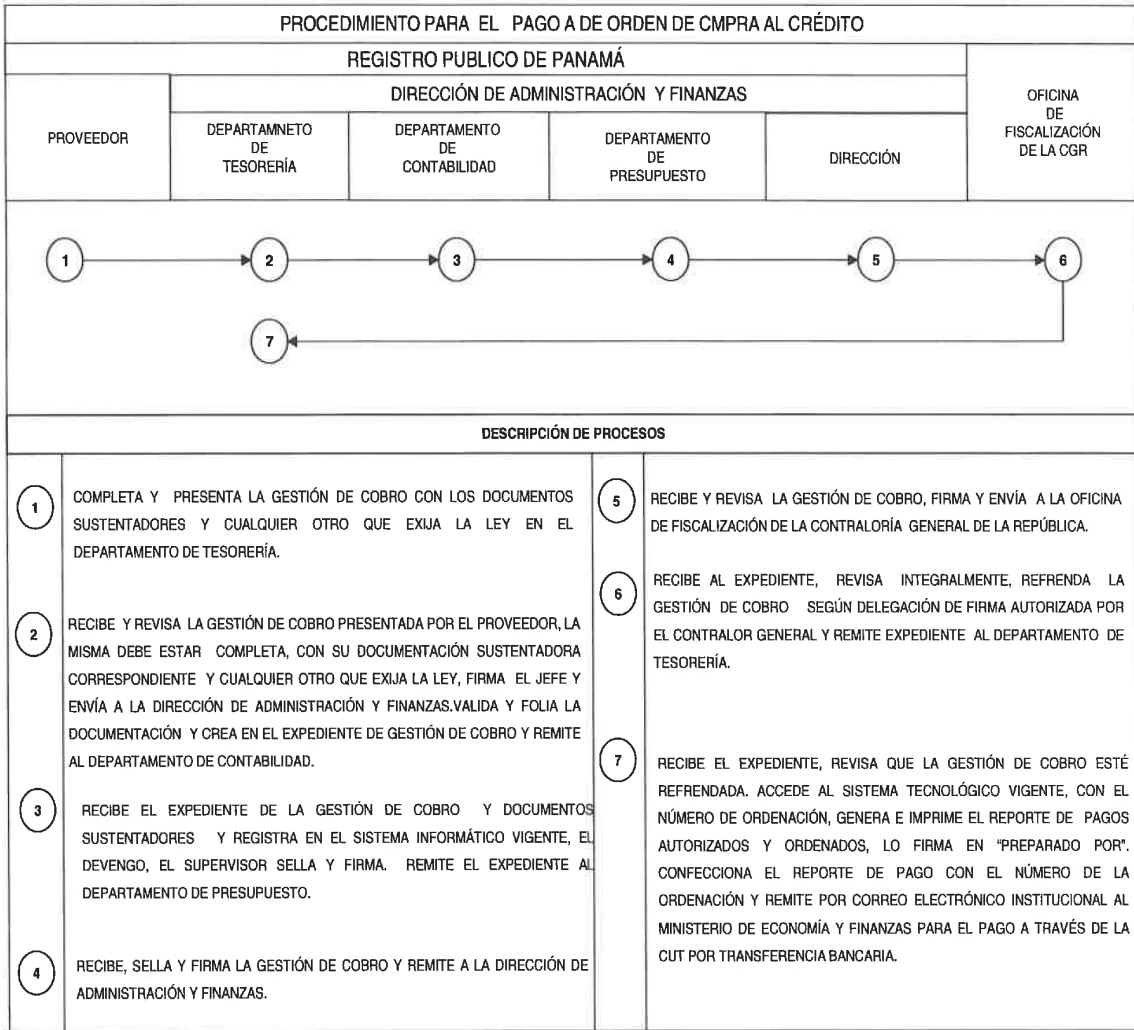 PROCEDIMIENTO PARA EL PAGO A DE ORDEN DE CMPRA AL CRÉDITO
REGISTRO PUBLICO DE PANAMÁ
DIRECCIÓN DE ADMINISTRACIÓN Y FINANZAS
PROVEEDOR
DEPARTAMNETO
DE
TESORERÍA
DEPARTAMENTO
DE
CONTABILIDAD
DEPARTAMENTO
DE
PRESUPUESTO
DIRECCIÓN
OFICINA
DE
FISCALIZACIÓN
DE LA CGR
1
2
3
4
5
6
7
DESCRIPCIÓN DE PROCESOS
1
COMPLETA Y PRESENTA LA GESTIÓN DE COBRO CON LOS DOCUMENTOS
SUSTENTADORES Y CUALQUIER OTRO QUE EXIJA LA LEY EN EL
DEPARTAMENTO DE TESORERÍA.
2
RECIBE Y REVISA LA GESTIÓN DE COBRO PRESENTADA POR EL PROVEEDOR, LA
MISMA DEBE ESTAR COMPLETA, CON SU DOCUMENTACIÓN SUSTENTADORA
CORRESPONDIENTE Y CUALQUIER OTRO QUE EXIJA LA LEY, FIRMA EL JEFE Y
ENVÍA A LA DIRECCIÓN DE ADMINISTRACIÓN Y FINANZAS.VALIDA Y FOLIA LA
DOCUMENTACIÓN Y CREA EN EL EXPEDIENTE DE GESTIÓN DE COBRO Y REMITE
AL DEPARTAMENTO DE CONTABILIDAD.
3
RECIBE EL EXPEDIENTE DE LA GESTIÓN DE COBRO Y DOCUMENTOS
SUSTENTADORES Y REGISTRA EN EL SISTEMA INFORMÁTICO VIGENTE, EL
DEVENGO, EL SUPERVISOR SELLA Y FIRMA. REMITE EL EXPEDIENTE AL
DEPARTAMENTO DE PRESUPUESTO.
4
RECIBE, SELLA Y FIRMA LA GESTIÓN DE COBRO Y REMITE A LA DIRECCIÓN DE
ADMINISTRACIÓN Y FINANZAS.
5
RECIBE Y REVISA LA GESTIÓN DE COBRO, FIRMA Y ENVÍA A LA OFICINA
DE FISCALIZACIÓN DE LA CONTRALORÍA GENERAL DE LA REPÚBLICA.
6
RECIBE AL EXPEDIENTE, REVISA INTEGRALMENTE, REFRENDA LA
GESTIÓN DE COBRO SEGÚN DELEGACIÓN DE FIRMA AUTORIZADA POR
EL CONTRALOR GENERAL Y REMITE EXPEDIENTE AL DEPARTAMENTO DE
TESORERÍA.
7
RECIBE EL EXPEDIENTE, REVISA QUE LA GESTIÓN DE COBRO ESTÉ
REFRENDADA. ACCEDE AL SISTEMA TECNOLÓGICO VIGENTE, CON EL
NÚMERO DE ORDENACIÓN, GENERA E IMPRIME EL REPORTE DE PAGOS
AUTORIZADOS Y ORDENADOS, LO FIRMA EN "PREPARADO POR".
CONFECCIONA EL REPORTE DE PAGO CON EL NÚMERO DE LA
ORDENACIÓN Y REMITE POR CORREO ELECTRÓNICO INSTITUCIONAL AL
MINISTERIO DE ECONOMÍA Y FINANZAS PARA EL PAGO A TRAVÉS DE LA
CUT POR TRANSFERENCIA BANCARIA.